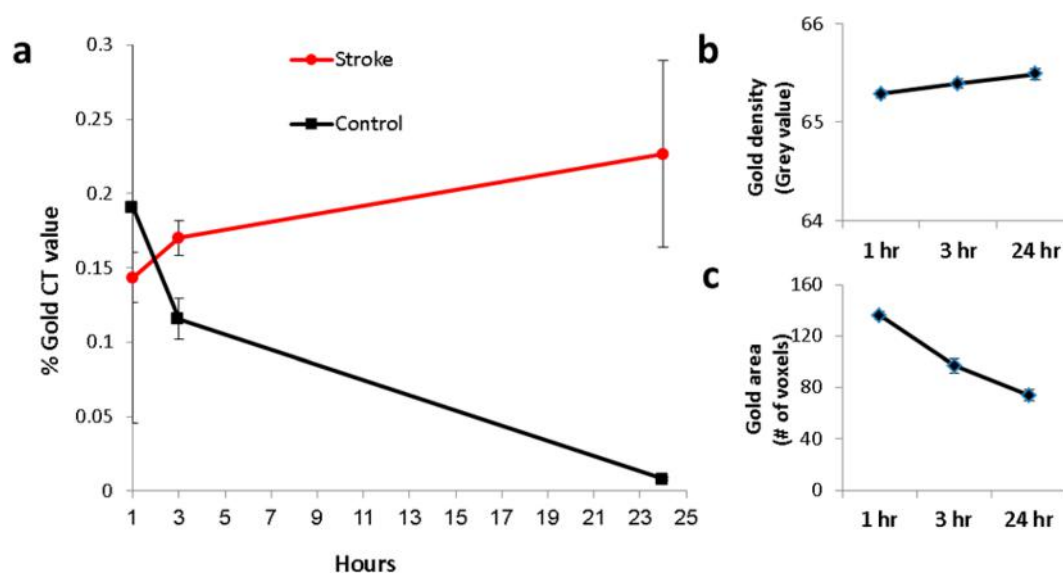 a
0.3
0.25
0.2
0.15
0.1
0.05
0
% Gold CT value
Stroke
Control
1 3 5 7 9 11 13 15 17 19 21 23 25
Hours
b
66
65
64
Gold density
(Grey value)
1 hr 3 hr 24 hr
c
160
120
80
40
0
Gold area
(# of voxels)
1 hr 3 hr 24 hr